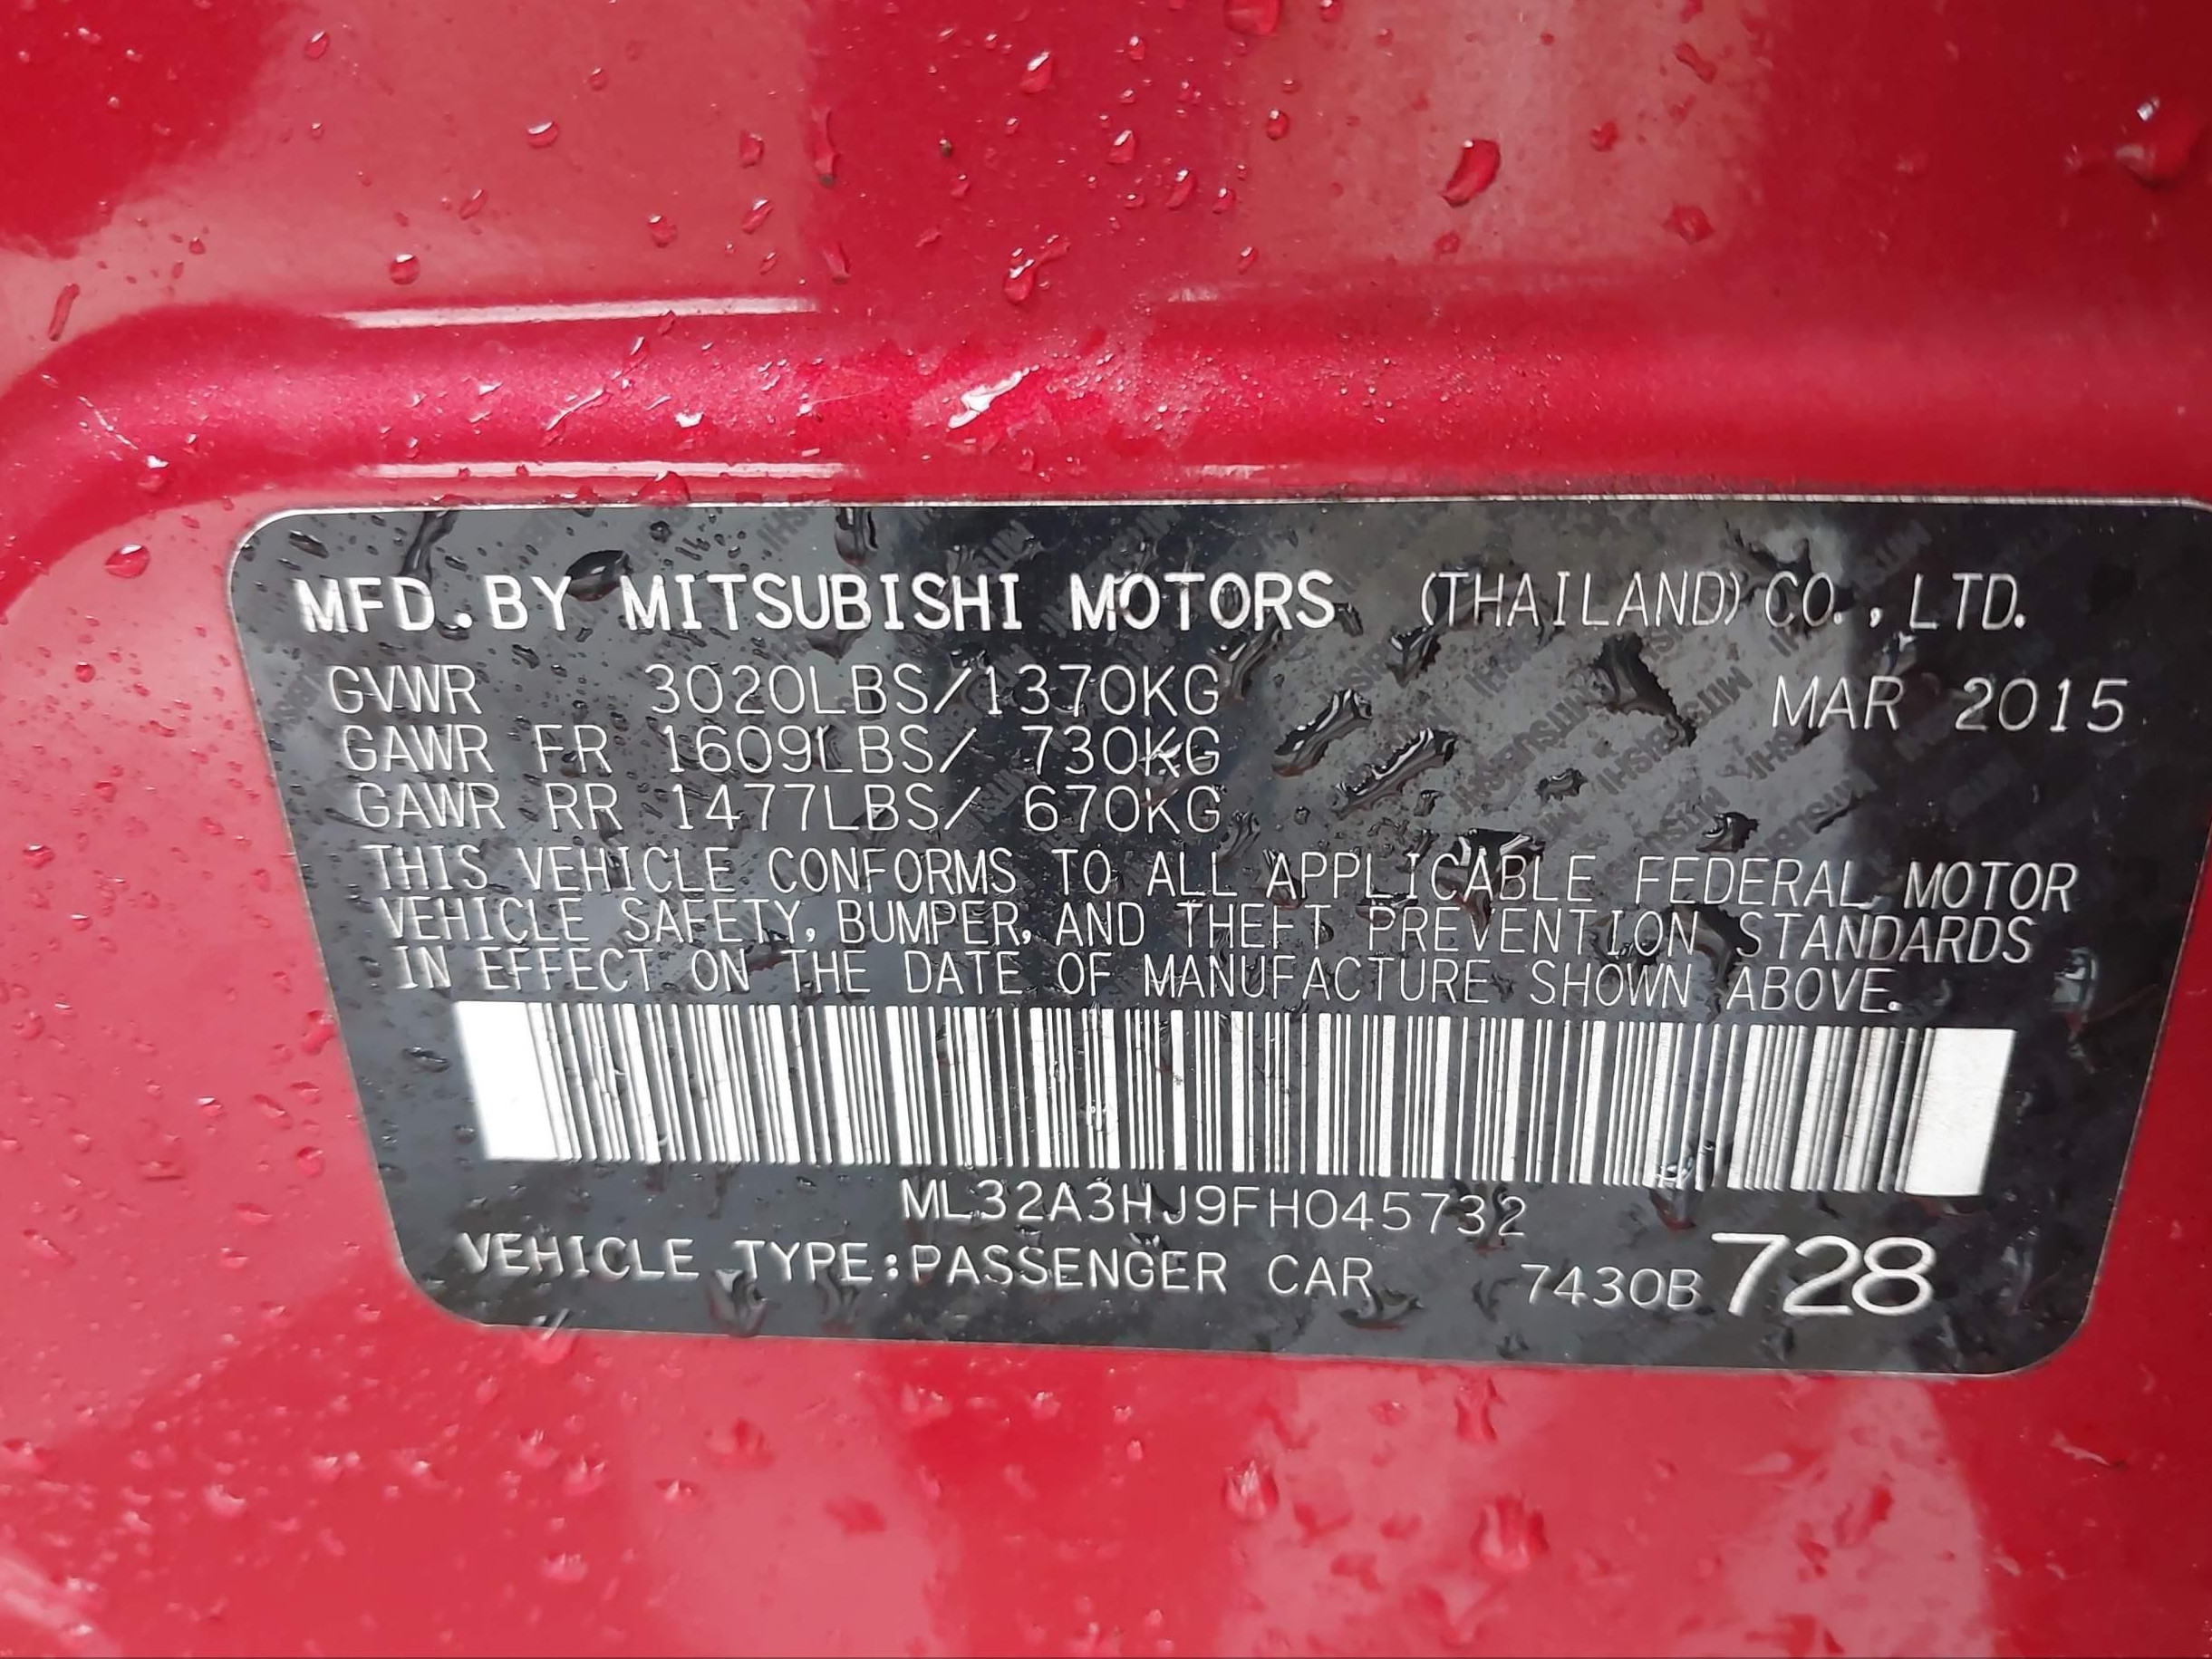 MFD.BY MITSUBISHI MOTORS (THAILAND) CO., LTD.
GVWR 3020LBS/1370KG MAR 2015
GAWR FR 1609LBS/ 730KG
GAWR RR 1477LBS/ 670KG
THIS VEHICLE CONFORMS TO ALL APPLICABLE FEDERAL MOTOR
VEHICLE SAFETY, BUMPER, AND THEFT PREVENTION STANDARDS
IN EFFECT ON THE DATE OF MANUFACTURE SHOWN ABOVE.
ML32A3HJ9FH045732
VEHICLE TYPE:PASSENGER CAR 7430B 728